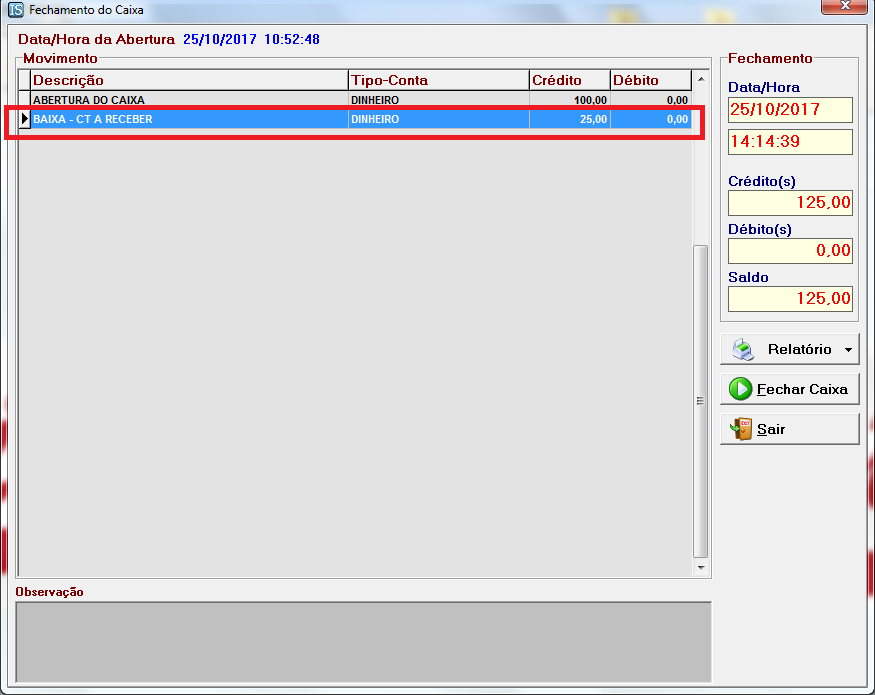 IS Fechamento do Caixa
Data/Hora da Abertura 25/10/2017 10:52:48
Movimento
Descrição Tipo-Conta Crédito Débito
ABERTURA DO CAIXA DINHEIRO 100,00 0,00
BAIXA - CT A RECEBER DINHEIRO 25,00 0,00
Fechamento
Data/Hora
25/10/2017
14:14:39
Crédito(s)
125,00
Débito(s)
0,00
Saldo
125,00
Relatório
Fechar Caixa
EXIT
Sair
Observação